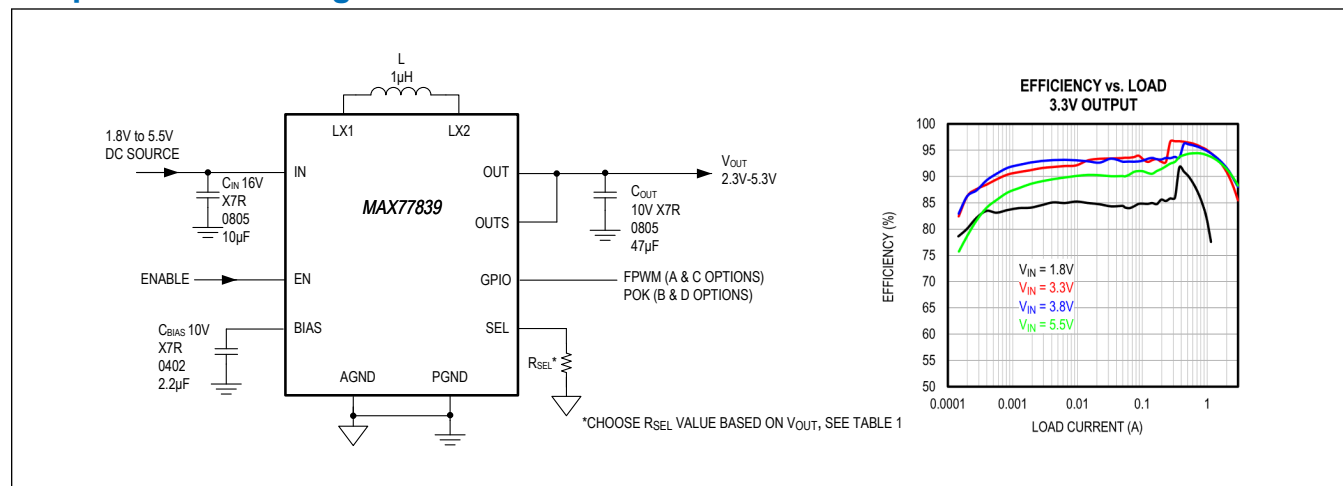 L
1µH
LX1
LX2
1.8V to 5.5V
DC SOURCE
IN
CIN 16V
X7R
0805
10µF
MAX77839
OUT
OUTS
VOUT
2.3V-5.3V
COUT
10V X7R
0805
47µF
ENABLE
EN
GPIO
FPWM (A & C OPTIONS)
POK (B & D OPTIONS)
CBIAS 10V
X7R
0402
2.2µF
BIAS
SEL
RSEL*
AGND
PGND
*CHOOSE RSEL VALUE BASED ON VOUT, SEE TABLE 1
EFFICIENCY vs. LOAD
3.3V OUTPUT
EFFICIENCY (%)
100
95
90
85
80
75
70
65
60
55
50
VIN = 1.8V
VIN = 3.3V
VIN = 3.8V
VIN = 5.5V
0.0001
0.001
0.01
0.1
1
LOAD CURRENT (A)